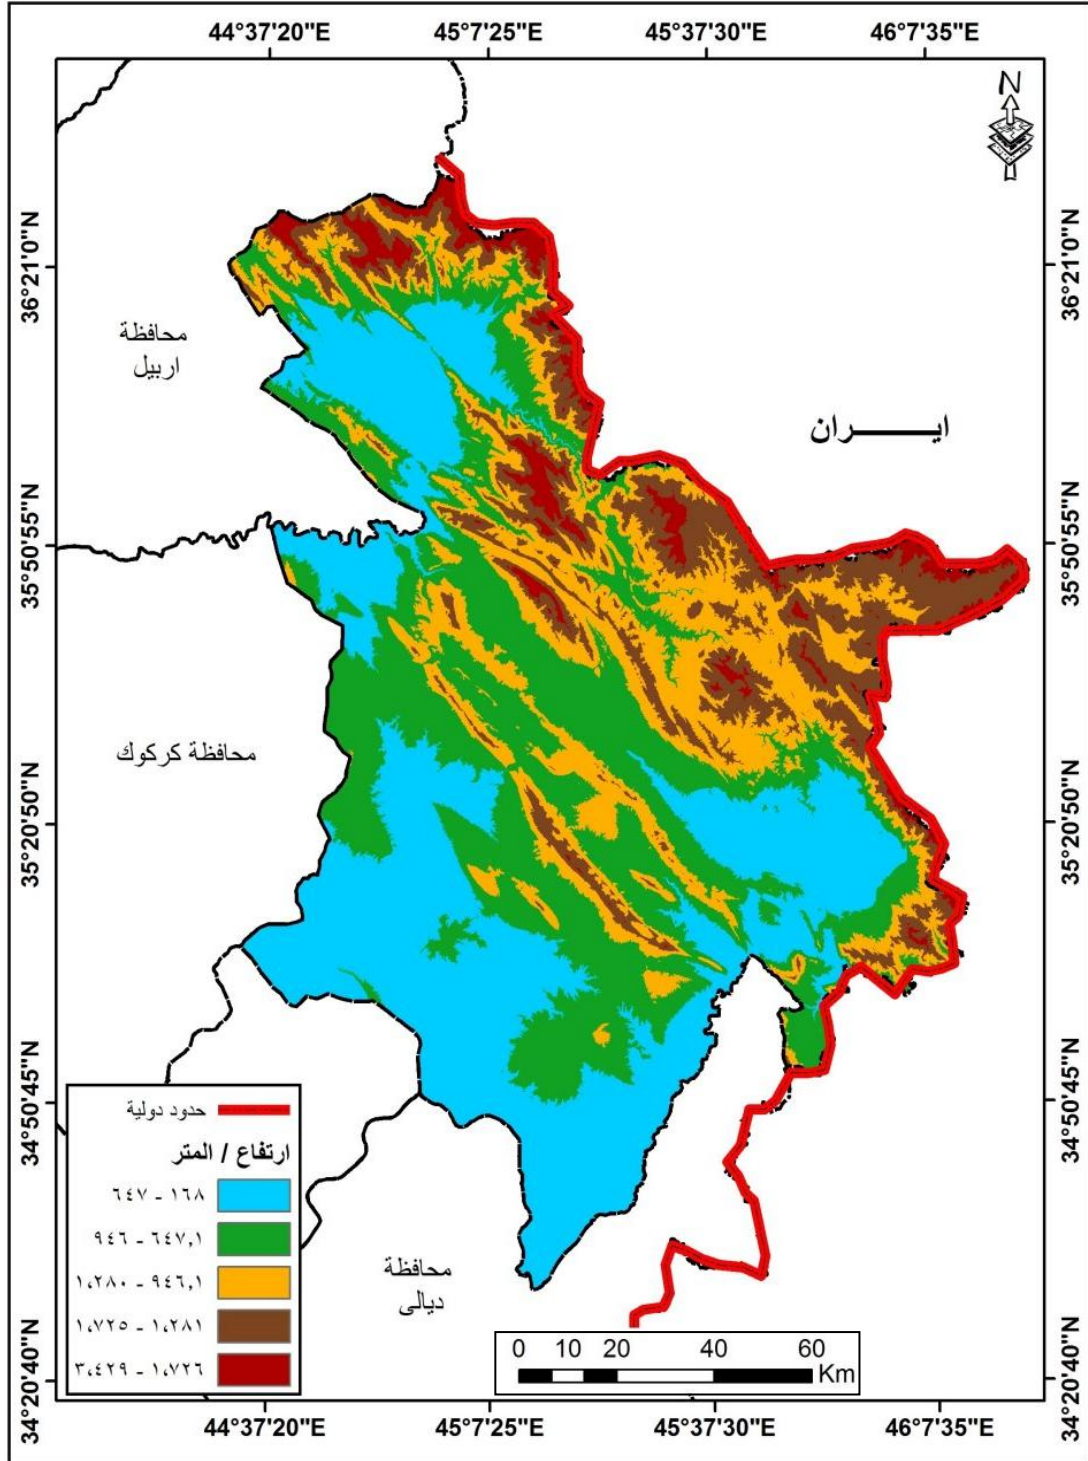 44°37'20"E 45°7'25"E 45°37'30"E 46°7'35"E
N
36°21'0"N
36°21'0"N
محافظة
اربيل
ايـــــران
35°50'55"N
35°50'55"N
محافظة كركوك
35°20'50"N
35°20'50"N
34°50'45"N
34°50'45"N
حدود دولية
ارتفاع / المتر
١٦٨ - ٦٤٧
٦٤٧,١ - ٩٤٦
٩٤٦,١ - ١،٢٨٠
١،٢٨١ - ١،٧٢٥
١،٧٢٦ - ٣،٤٢٩
محافظة
ديالى
0 10 20 40 60
Km
34°20'40"N
34°20'40"N
44°37'20"E 45°7'25"E 45°37'30"E 46°7'35"E